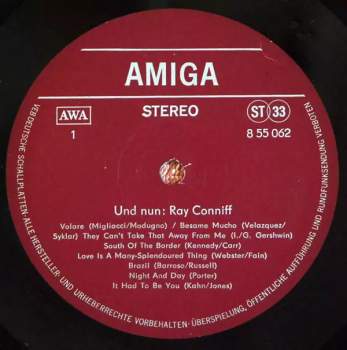 AMIGA
AWA
STEREO
ST 33
1
8 55 062
Und nun: Ray Conniff
Volare (Migliacci/Modugno) / Besame Mucho (Velazquez/
Syklar) They Can't Take That Away From Me (I./G. Gershwin)
South Of The Border (Kennedy/Carr)
Love Is A Many-Splendoured Thing (Webster/Fain)
Brazil (Barroso/Russell)
Night And Day (Porter)
It Had To Be You (Kahn/Jones)
VEB DEUTSCHE SCHALLPLATTEN · ALLE HERSTELLER- UND URHEBERRECHTE VORBEHALTEN · ÜBERSPIELUNG, ÖFFENTLICHE AUFFÜHRUNG UND RUNDFUNKSENDUNG VERBOTEN